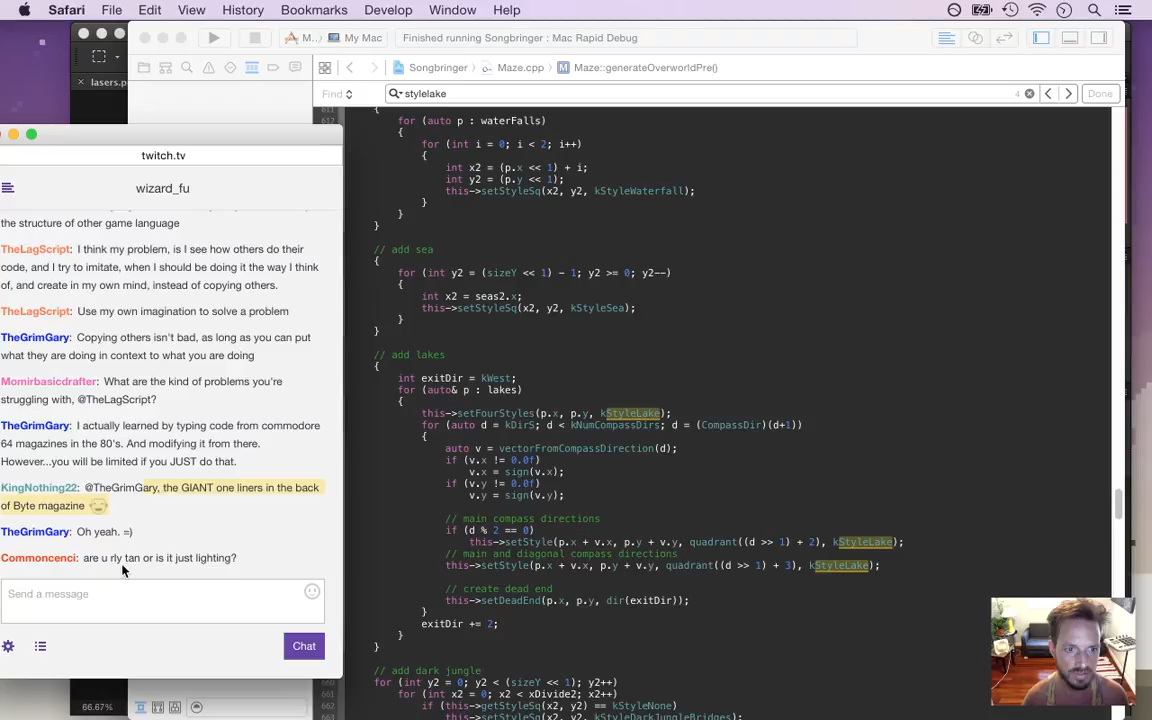 Safari File Edit View History Bookmarks Develop Window Help
M... My Mac Finished running Songbringer : Mac Rapid Debug
lasers.p
Songbringer Maze.cpp M Maze::generateOverworldPre()
Find stylelake 4 Done
twitch.tv
wizard_fu
the structure of other game language
TheLagScript: I think my problem, is I see how others do their
code, and I try to imitate, when I should be doing it the way I think
of, and create in my own mind, instead of copying others.
TheLagScript: Use my own imagination to solve a problem
TheGrimGary: Copying others isn't bad, as long as you can put
what they are doing in context to what you are doing
Momirbasicdrafter: What are the kind of problems you're
struggling with, @TheLagScript?
TheGrimGary: I actually learned by typing code from commodore
64 magazines in the 80's. And modifying it from there.
However...you will be limited if you JUST do that.
KingNothing22: @TheGrimGary, the GIANT one liners in the back
of Byte magazine
TheGrimGary: Oh yeah. =)
Commoncenci: are u rly tan or is it just lighting?
Send a message
Chat
66.67%
{
612 for (auto p : waterFalls)
{
for (int i = 0; i < 2; i++)
{
int x2 = (p.x << 1) + i;
int y2 = (p.y << 1);
this->setStyleSq(x2, y2, kStyleWaterfall);
}
}
}
// add sea
{
for (int y2 = (sizeY << 1) - 1; y2 >= 0; y2--)
{
int x2 = seas2.x;
this->setStyleSq(x2, y2, kStyleSea);
}
}
// add lakes
{
int exitDir = kWest;
for (auto& p : lakes)
{
this->setFourStyles(p.x, p.y, kStyleLake);
for (auto d = kDirS; d < kNumCompassDirs; d = (CompassDir)(d+1))
{
auto v = vectorFromCompassDirection(d);
if (v.x != 0.0f)
v.x = sign(v.x);
if (v.y != 0.0f)
v.y = sign(v.y);
// main compass directions
if (d % 2 == 0)
this->setStyle(p.x + v.x, p.y + v.y, quadrant((d >> 1) + 2), kStyleLake);
// main and diagonal compass directions
this->setStyle(p.x + v.x, p.y + v.y, quadrant((d >> 1) + 3), kStyleLake);
// create dead end
this->setDeadEnd(p.x, p.y, dir(exitDir));
}
exitDir += 2;
}
}
// add dark jungle
660 for (int y2 = 0; y2 < (sizeY << 1); y2++)
661 for (int x2 = 0; x2 < xDivide2; x2++)
662 if (this->getStyleSq(x2, y2) == kStyleNone)
this->setStyleSq(x2, y2, kStyleDarkJungleBridges);